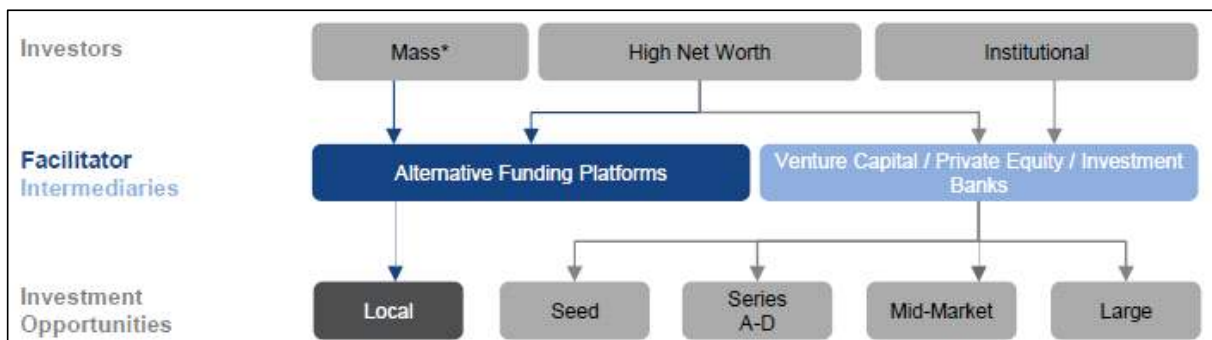 Investors
Mass*
High Net Worth
Institutional
Facilitator
Intermediaries
Alternative Funding Platforms
Venture Capital / Private Equity / Investment
Banks
Investment
Opportunities
Local
Seed
Series
A-D
Mid-Market
Large